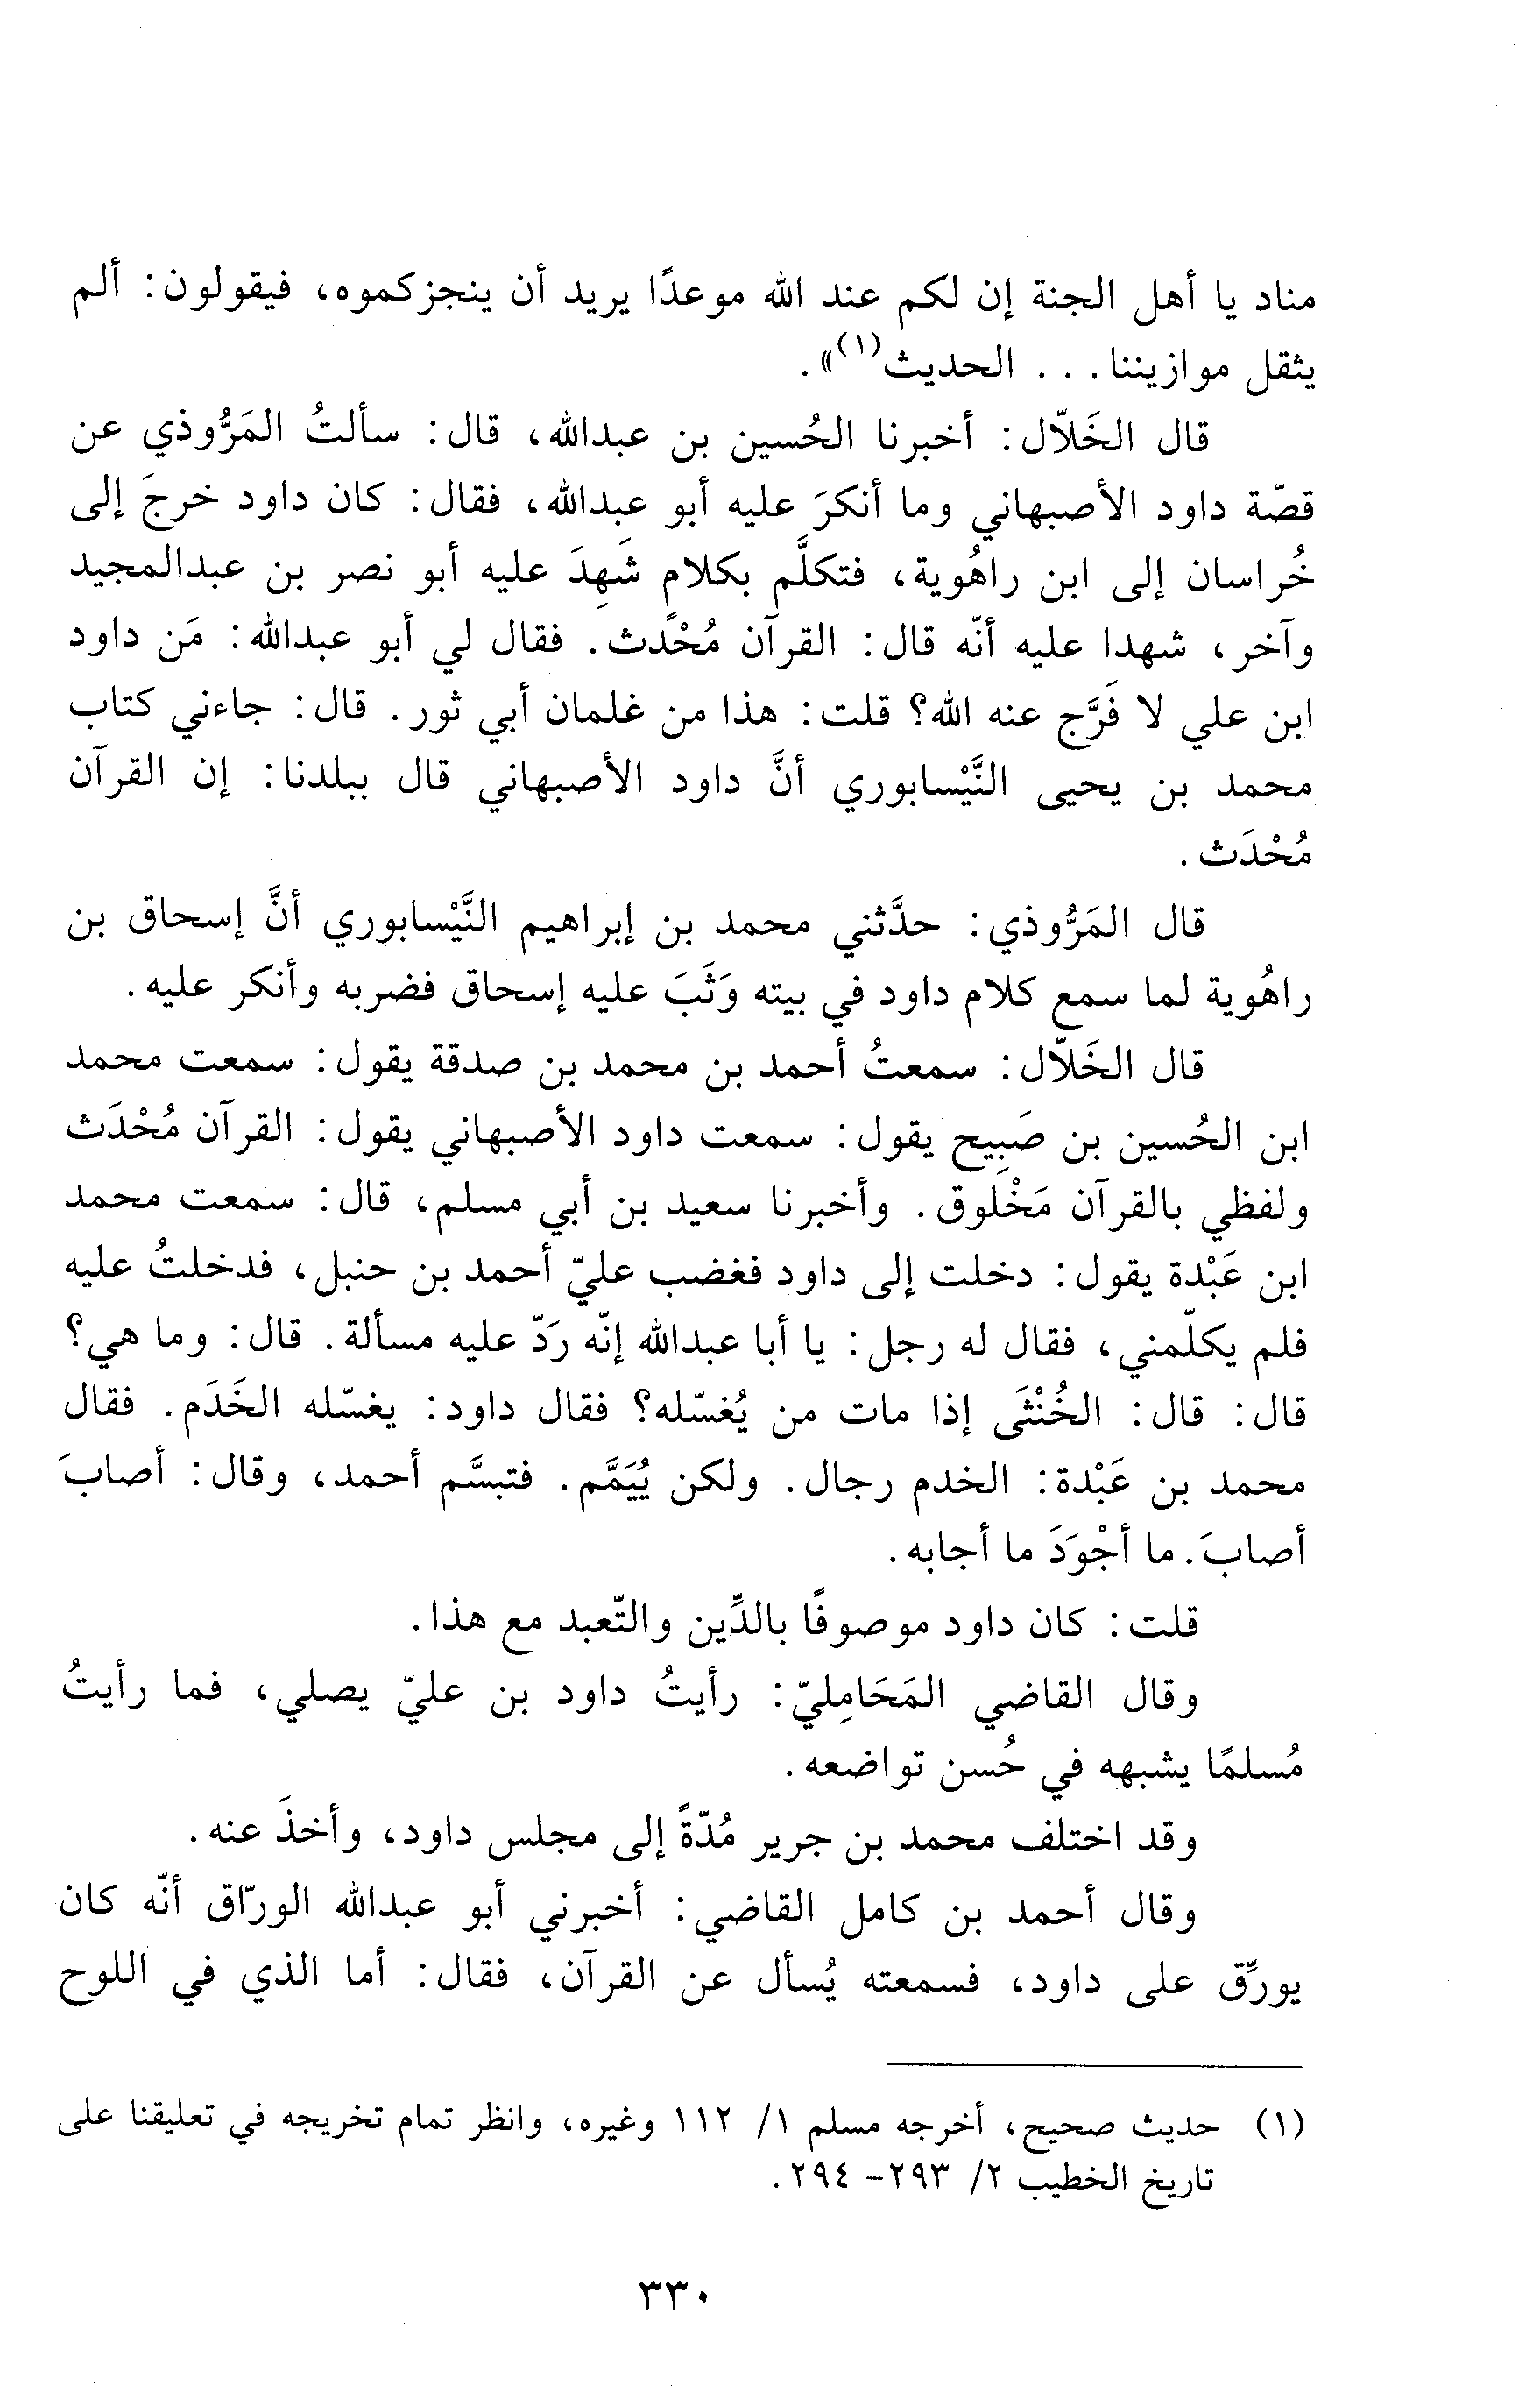 مناد يا أهل الجنة إن لكم عند الله موعدًا يريد أن ينجزكموه، فيقولون: ألم
يثقل موازيننا... الحديث(١)».
قال الخَلاّل: أخبرنا الحُسين بن عبدالله، قال: سألتُ المَرُّوذي عن
قصّة داود الأصبهاني وما أنكرَ عليه أبو عبدالله، فقال: كان داود خرجَ إلى
خُراسان إلى ابن راهُوية، فتكلَّم بكلام شَهِدَ عليه أبو نصر بن عبدالمجيد
وآخر، شهدا عليه أنّه قال: القرآن مُحْدَث. فقال لي أبو عبدالله: مَن داود
ابن علي لا فَرَّج عنه الله؟ قلت: هذا من غلمان أبي ثور. قال: جاءني كتاب
محمد بن يحيى النَّيْسابوري أنَّ داود الأصبهاني قال ببلدنا: إن القرآن
مُحْدَث.
قال المَرُّوذي: حدَّثني محمد بن إبراهيم النَّيْسابوري أنَّ إسحاق بن
راهُوية لما سمع كلام داود في بيته وَثَبَ عليه إسحاق فضربه وأنكر عليه.
قال الخَلاّل: سمعتُ أحمد بن محمد بن صدقة يقول: سمعت محمد
ابن الحُسين بن صَبِيح يقول: سمعت داود الأصبهاني يقول: القرآن مُحْدَث
ولفظي بالقرآن مَخْلوق. وأخبرنا سعيد بن أبي مسلم، قال: سمعت محمد
ابن عَبْدة يقول: دخلت إلى داود فغضب عليّ أحمد بن حنبل، فدخلتُ عليه
فلم يكلّمني، فقال له رجل: يا أبا عبدالله إنّه رَدّ عليه مسألة. قال: وما هي؟
قال: قال: الخُنْثَى إذا مات من يُغسّله؟ فقال داود: يغسّله الخَدَم. فقال
محمد بن عَبْدة: الخدم رجال. ولكن يُيَمَّم. فتبسَّم أحمد، وقال: أصابَ
أصابَ. ما أجْوَدَ ما أجابه.
قلت: كان داود موصوفًا بالدِّين والتّعبد مع هذا.
وقال القاضي المَحَامِليّ: رأيتُ داود بن عليّ يصلي، فما رأيتُ
مُسلمًا يشبهه في حُسن تواضعه.
وقد اختلف محمد بن جرير مُدّةً إلى مجلس داود، وأخذَ عنه.
وقال أحمد بن كامل القاضي: أخبرني أبو عبدالله الورّاق أنّه كان
يورِّق على داود، فسمعته يُسأل عن القرآن، فقال: أما الذي في اللوح
(١) حديث صحيح، أخرجه مسلم ١/ ١١٢ وغيره، وانظر تمام تخريجه في تعليقنا على
تاريخ الخطيب ٢/ ٢٩٣- ٢٩٤.
٣٣٠